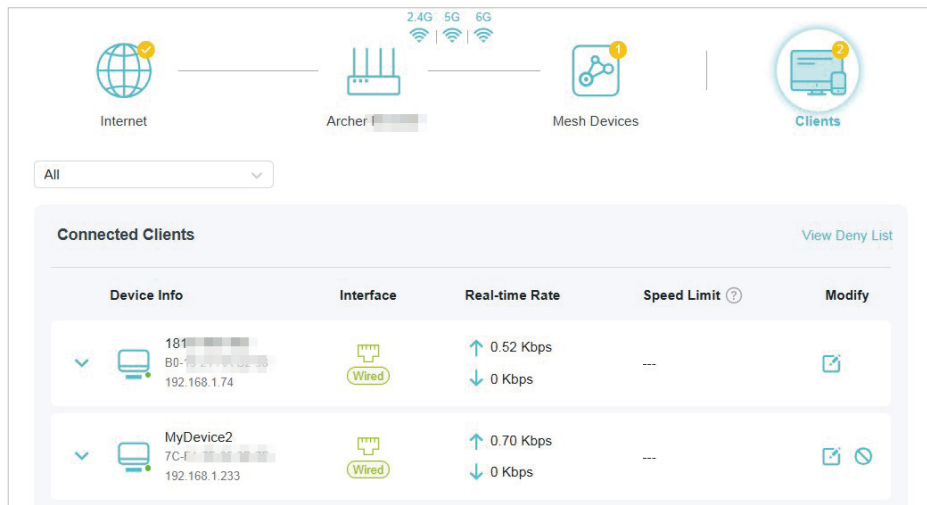 2.4G 5G 6G
1
2
Internet
Archer
Mesh Devices
Clients
All
Connected Clients
View Deny List
Device Info
Interface
Real-time Rate
Speed Limit ?
Modify
181
B0-
192.168.1.74
Wired
0.52 Kbps
0 Kbps
---
MyDevice2
7C-
192.168.1.233
Wired
0.70 Kbps
0 Kbps
---